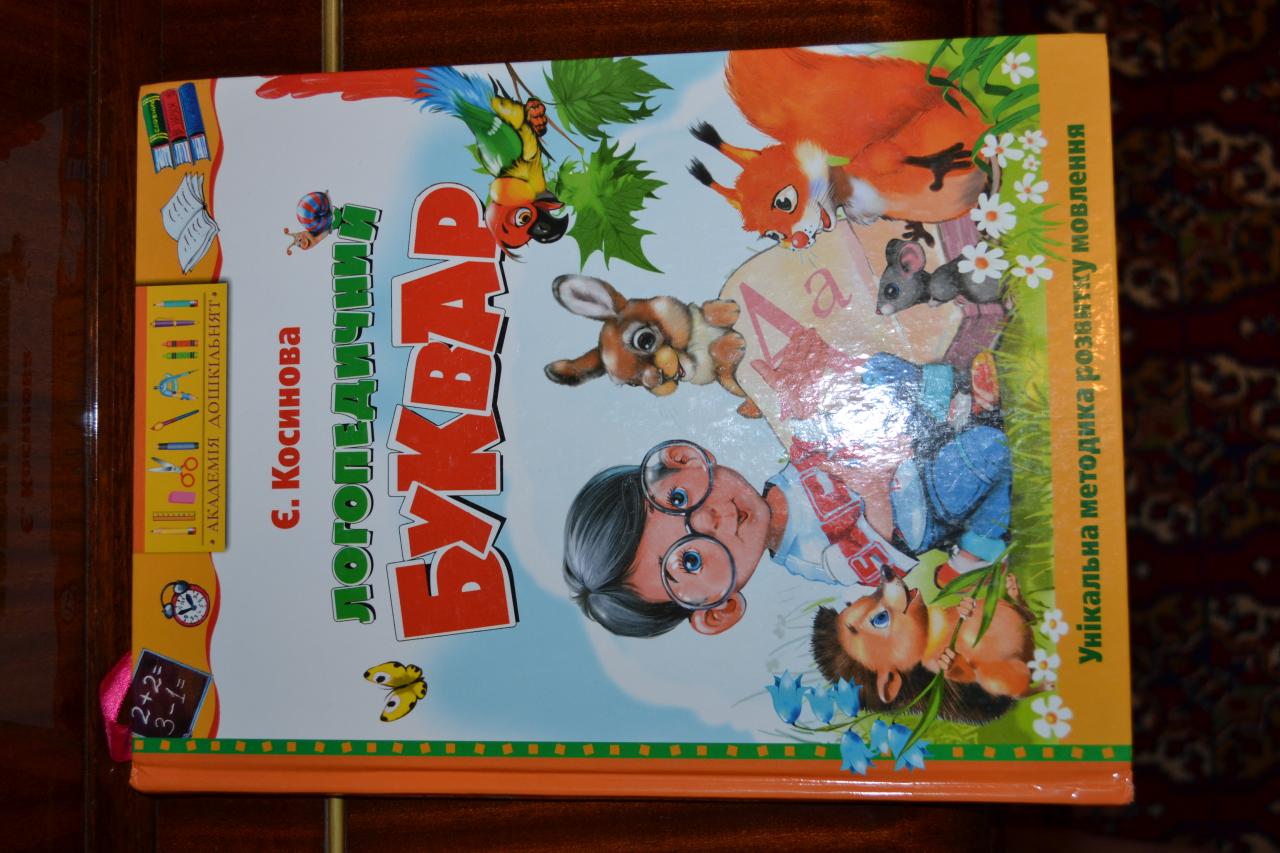 2+2=
3-1=
• АКАДЕМІЯ ДОШКІЛЬНЯТ •
Є. Косинова
ЛОГОПЕДИЧНИЙ
БУКВАР
А а
Унікальна методика розвитку мовлення